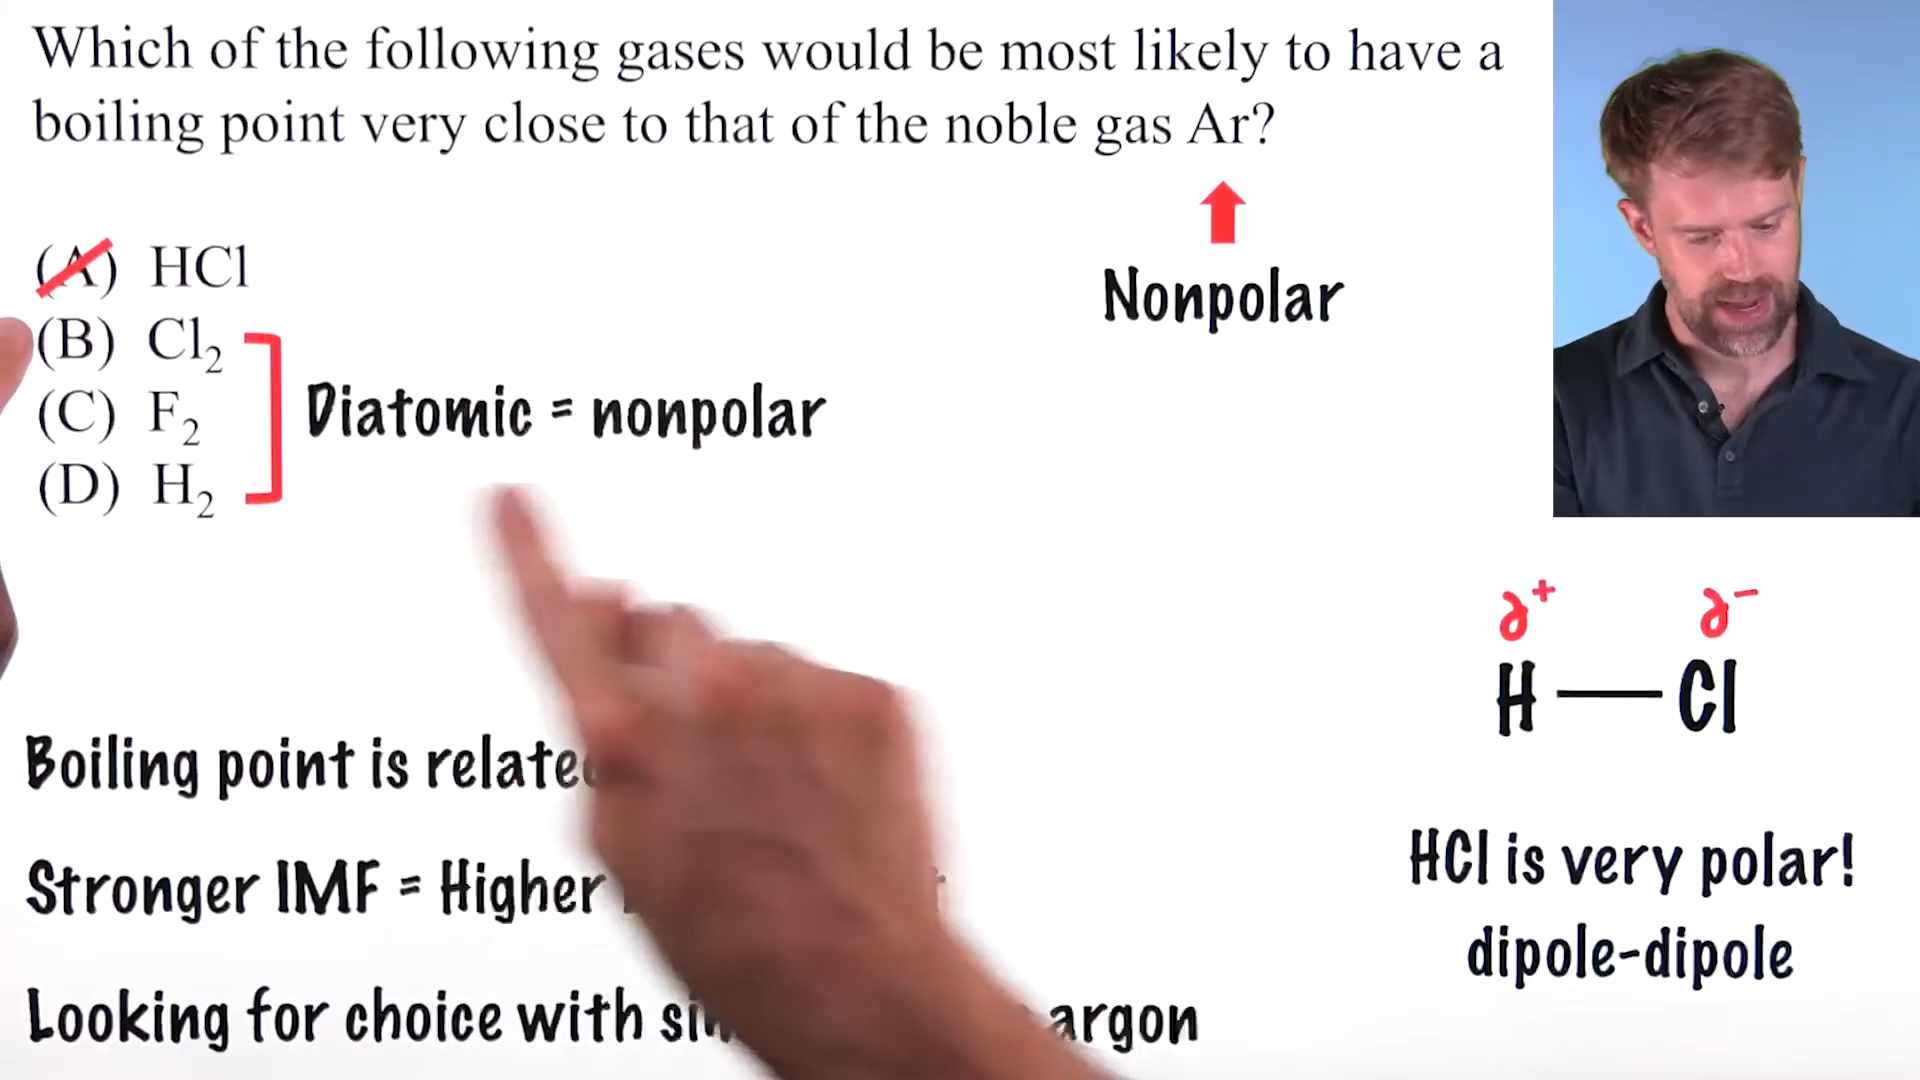 Which of the following gases would be most likely to have a
boiling point very close to that of the noble gas Ar?
Nonpolar
(A) HCl
(B) Cl₂
(C) F₂
(D) H₂
Diatomic = nonpolar
∂⁺ ∂⁻
H — Cl
Boiling point is
Stronger IMF = Higher
HCl is very polar!
dipole-dipole
Looking for choice with argon